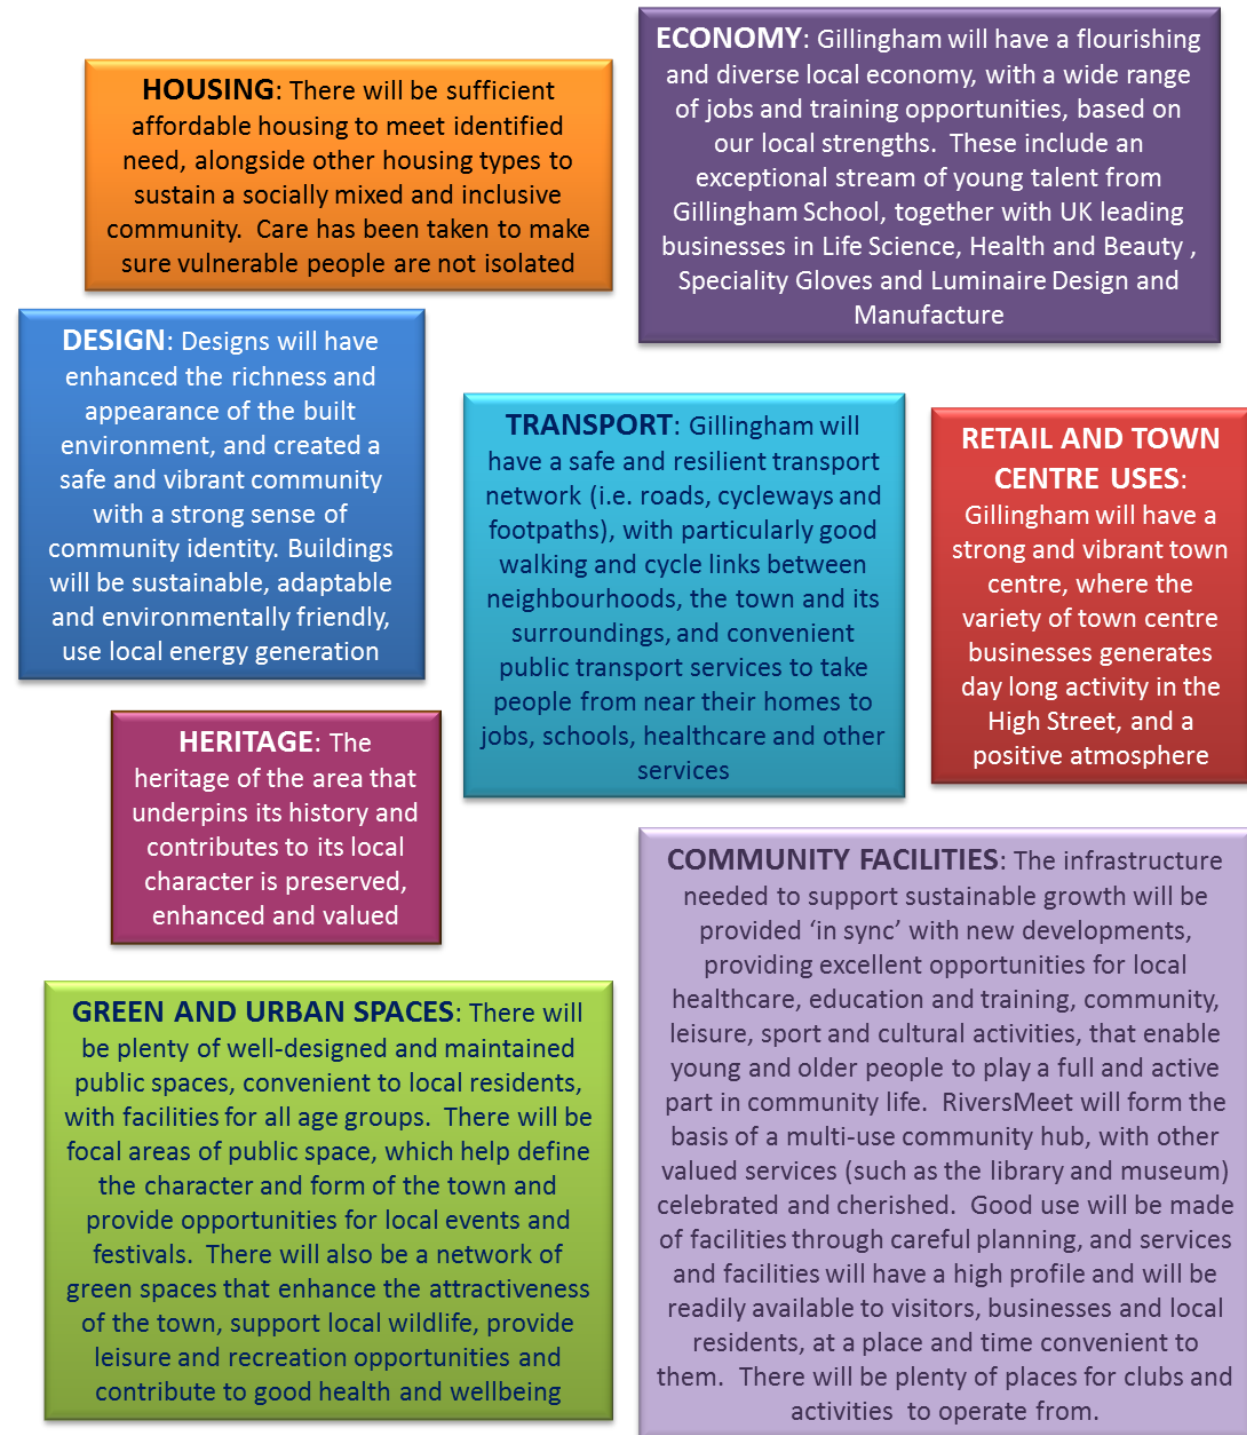 HOUSING: There will be sufficient
affordable housing to meet identified
need, alongside other housing types to
sustain a socially mixed and inclusive
community.  Care has been taken to make
sure vulnerable people are not isolated
ECONOMY: Gillingham will have a flourishing
and diverse local economy, with a wide range
of jobs and training opportunities, based on
our local strengths.  These include an
exceptional stream of young talent from
Gillingham School, together with UK leading
businesses in Life Science, Health and Beauty ,
Speciality Gloves and Luminaire Design and
Manufacture
DESIGN: Designs will have
enhanced the richness and
appearance of the built
environment, and created a
safe and vibrant community
with a strong sense of
community identity. Buildings
will be sustainable, adaptable
and environmentally friendly,
use local energy generation
TRANSPORT: Gillingham will
have a safe and resilient transport
network (i.e. roads, cycleways and
footpaths), with particularly good
walking and cycle links between
neighbourhoods, the town and its
surroundings, and convenient
public transport services to take
people from near their homes to
jobs, schools, healthcare and other
services
RETAIL AND TOWN
CENTRE USES:
Gillingham will have a
strong and vibrant town
centre, where the
variety of town centre
businesses generates
day long activity in the
High Street, and a
positive atmosphere
HERITAGE: The
heritage of the area that
underpins its history and
contributes to its local
character is preserved,
enhanced and valued
COMMUNITY FACILITIES: The infrastructure
needed to support sustainable growth will be
provided ‘in sync’ with new developments,
providing excellent opportunities for local
healthcare, education and training, community,
leisure, sport and cultural activities, that enable
young and older people to play a full and active
part in community life.  RiversMeet will form the
basis of a multi-use community hub, with other
valued services (such as the library and museum)
celebrated and cherished.  Good use will be made
of facilities through careful planning, and services
and facilities will have a high profile and will be
readily available to visitors, businesses and local
residents, at a place and time convenient to
them.  There will be plenty of places for clubs and
activities  to operate from.
GREEN AND URBAN SPACES: There will
be plenty of well-designed and maintained
public spaces, convenient to local residents,
with facilities for all age groups.  There will be
focal areas of public space, which help define
the character and form of the town and
provide opportunities for local events and
festivals.  There will also be a network of
green spaces that enhance the attractiveness
of the town, support local wildlife, provide
leisure and recreation opportunities and
contribute to good health and wellbeing